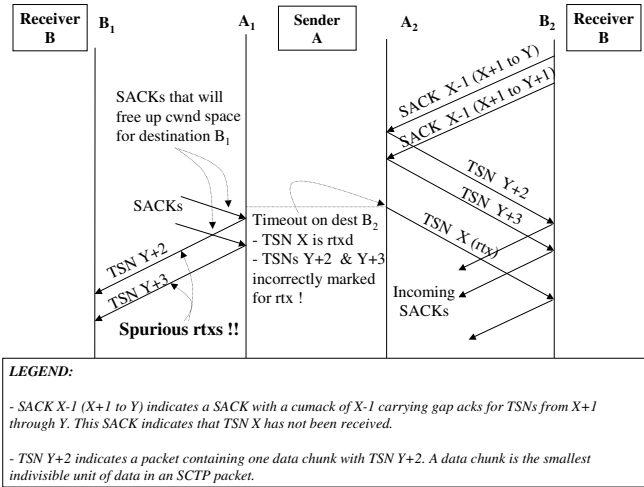 Receiver
B
B1
A1
Sender
A
A2
B2
Receiver
B
SACK X-1 (X+1 to Y)
SACK X-1 (X+1 to Y+1)
SACKs that will
free up cwnd space
for destination B1
TSN Y+2
TSN Y+3
SACKs
Timeout on dest B2
- TSN X is rtxd
- TSNs Y+2 & Y+3
incorrectly marked
for rtx !
TSN X (rtx)
TSN Y+2
TSN Y+3
Incoming
SACKs
Spurious rtxs !!
LEGEND:
- SACK X-1 (X+1 to Y) indicates a SACK with a cumack of X-1 carrying gap acks for TSNs from X+1
through Y. This SACK indicates that TSN X has not been received.
- TSN Y+2 indicates a packet containing one data chunk with TSN Y+2. A data chunk is the smallest
indivisible unit of data in an SCTP packet.